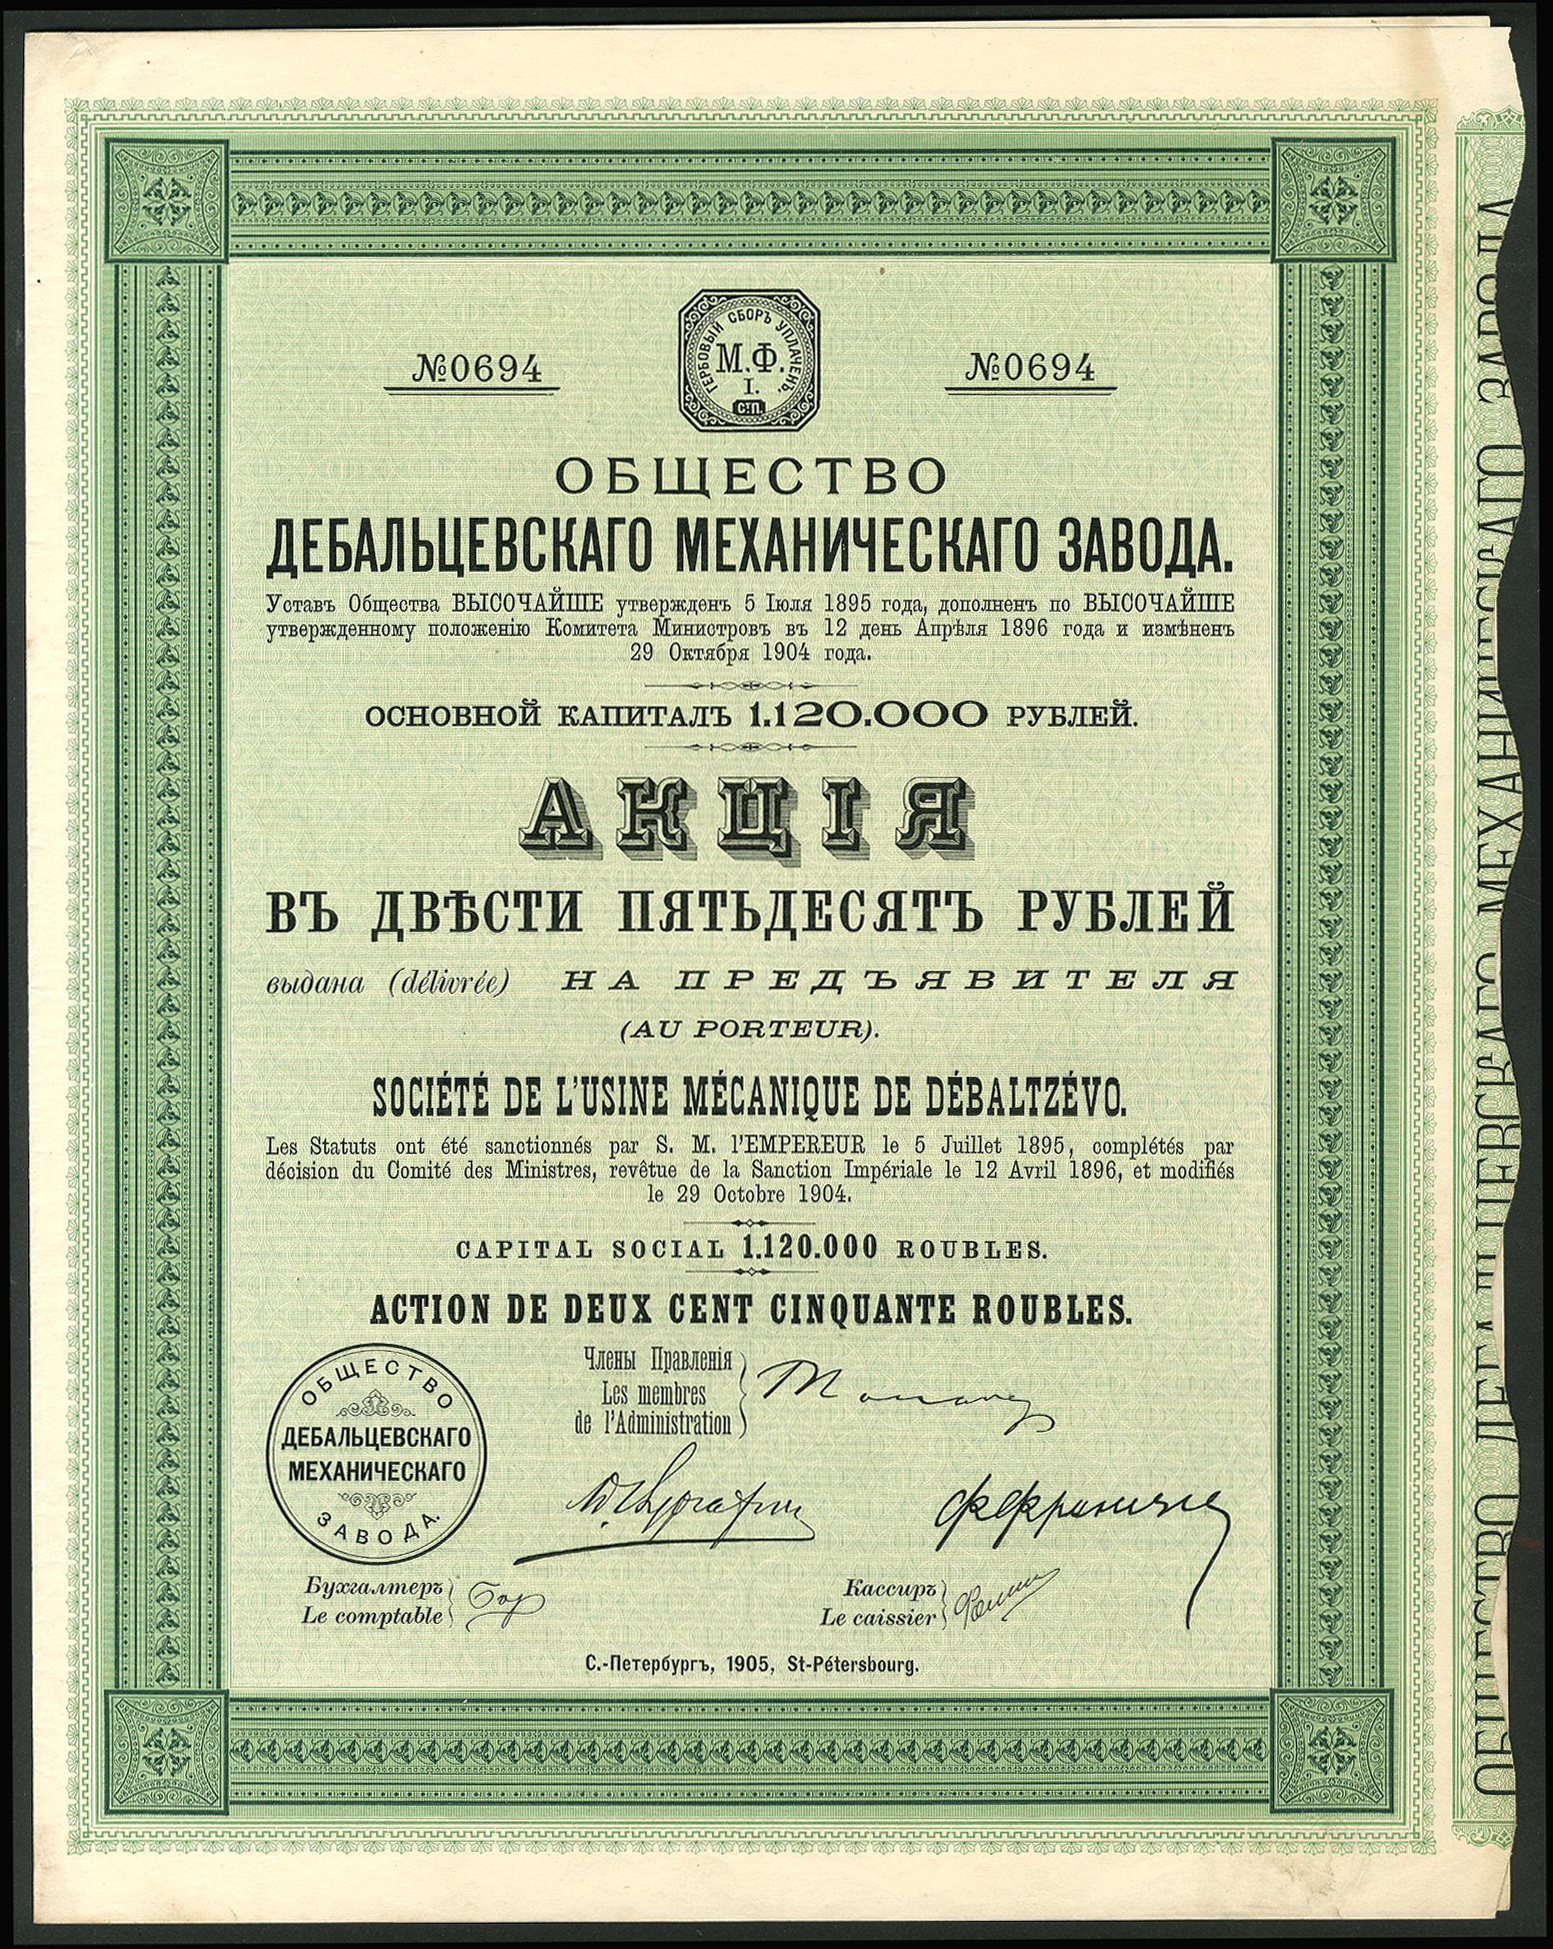 №0694
ГЕРБОВЫЙ СБОРЪ УПЛАЧЕНЪ.
М.Ф.
I.
С-П.
№0694
ОБЩЕСТВО
ДЕБАЛЬЦЕВСКАГО МЕХАНИЧЕСКАГО ЗАВОДА.
Уставъ Общества ВЫСОЧАЙШЕ утвержденъ 5 Іюля 1895 года, дополненъ по ВЫСОЧАЙШЕ
утвержденному положенію Комитета Министровъ въ 12 день Апрѣля 1896 года и измѣненъ
29 Октября 1904 года.
ОСНОВНОЙ КАПИТАЛЪ 1.120.000 РУБЛЕЙ.
АКЦІЯ
ВЪ ДВѢСТИ ПЯТЬДЕСЯТЪ РУБЛЕЙ
выдана (délivrée) НА ПРЕДЪЯВИТЕЛЯ
(AU PORTEUR).
SOCIÉTÉ DE L'USINE MÉCANIQUE DE DÉBALTZÉVO.
Les Statuts ont été sanctionnés par S. M. l'EMPEREUR le 5 Juillet 1895, complétés par
décision du Comité des Ministres, revêtue de la Sanction Impériale le 12 Avril 1896, et modifiés
le 29 Octobre 1904.
CAPITAL SOCIAL 1.120.000 ROUBLES.
ACTION DE DEUX CENT CINQUANTE ROUBLES.
ОБЩЕСТВО
ДЕБАЛЬЦЕВСКАГО
МЕХАНИЧЕСКАГО
ЗАВОДА.
Члены Правленія
Les membres
de l'Administration
Бухгалтеръ
Le comptable
Кассиръ
Le caissier
С.-Петербургъ, 1905, St-Pétersbourg.
ОБЩЕСТВО ДЕБАЛЬЦЕВСКАГО МЕХАНИЧЕСКАГО ЗАВОДА